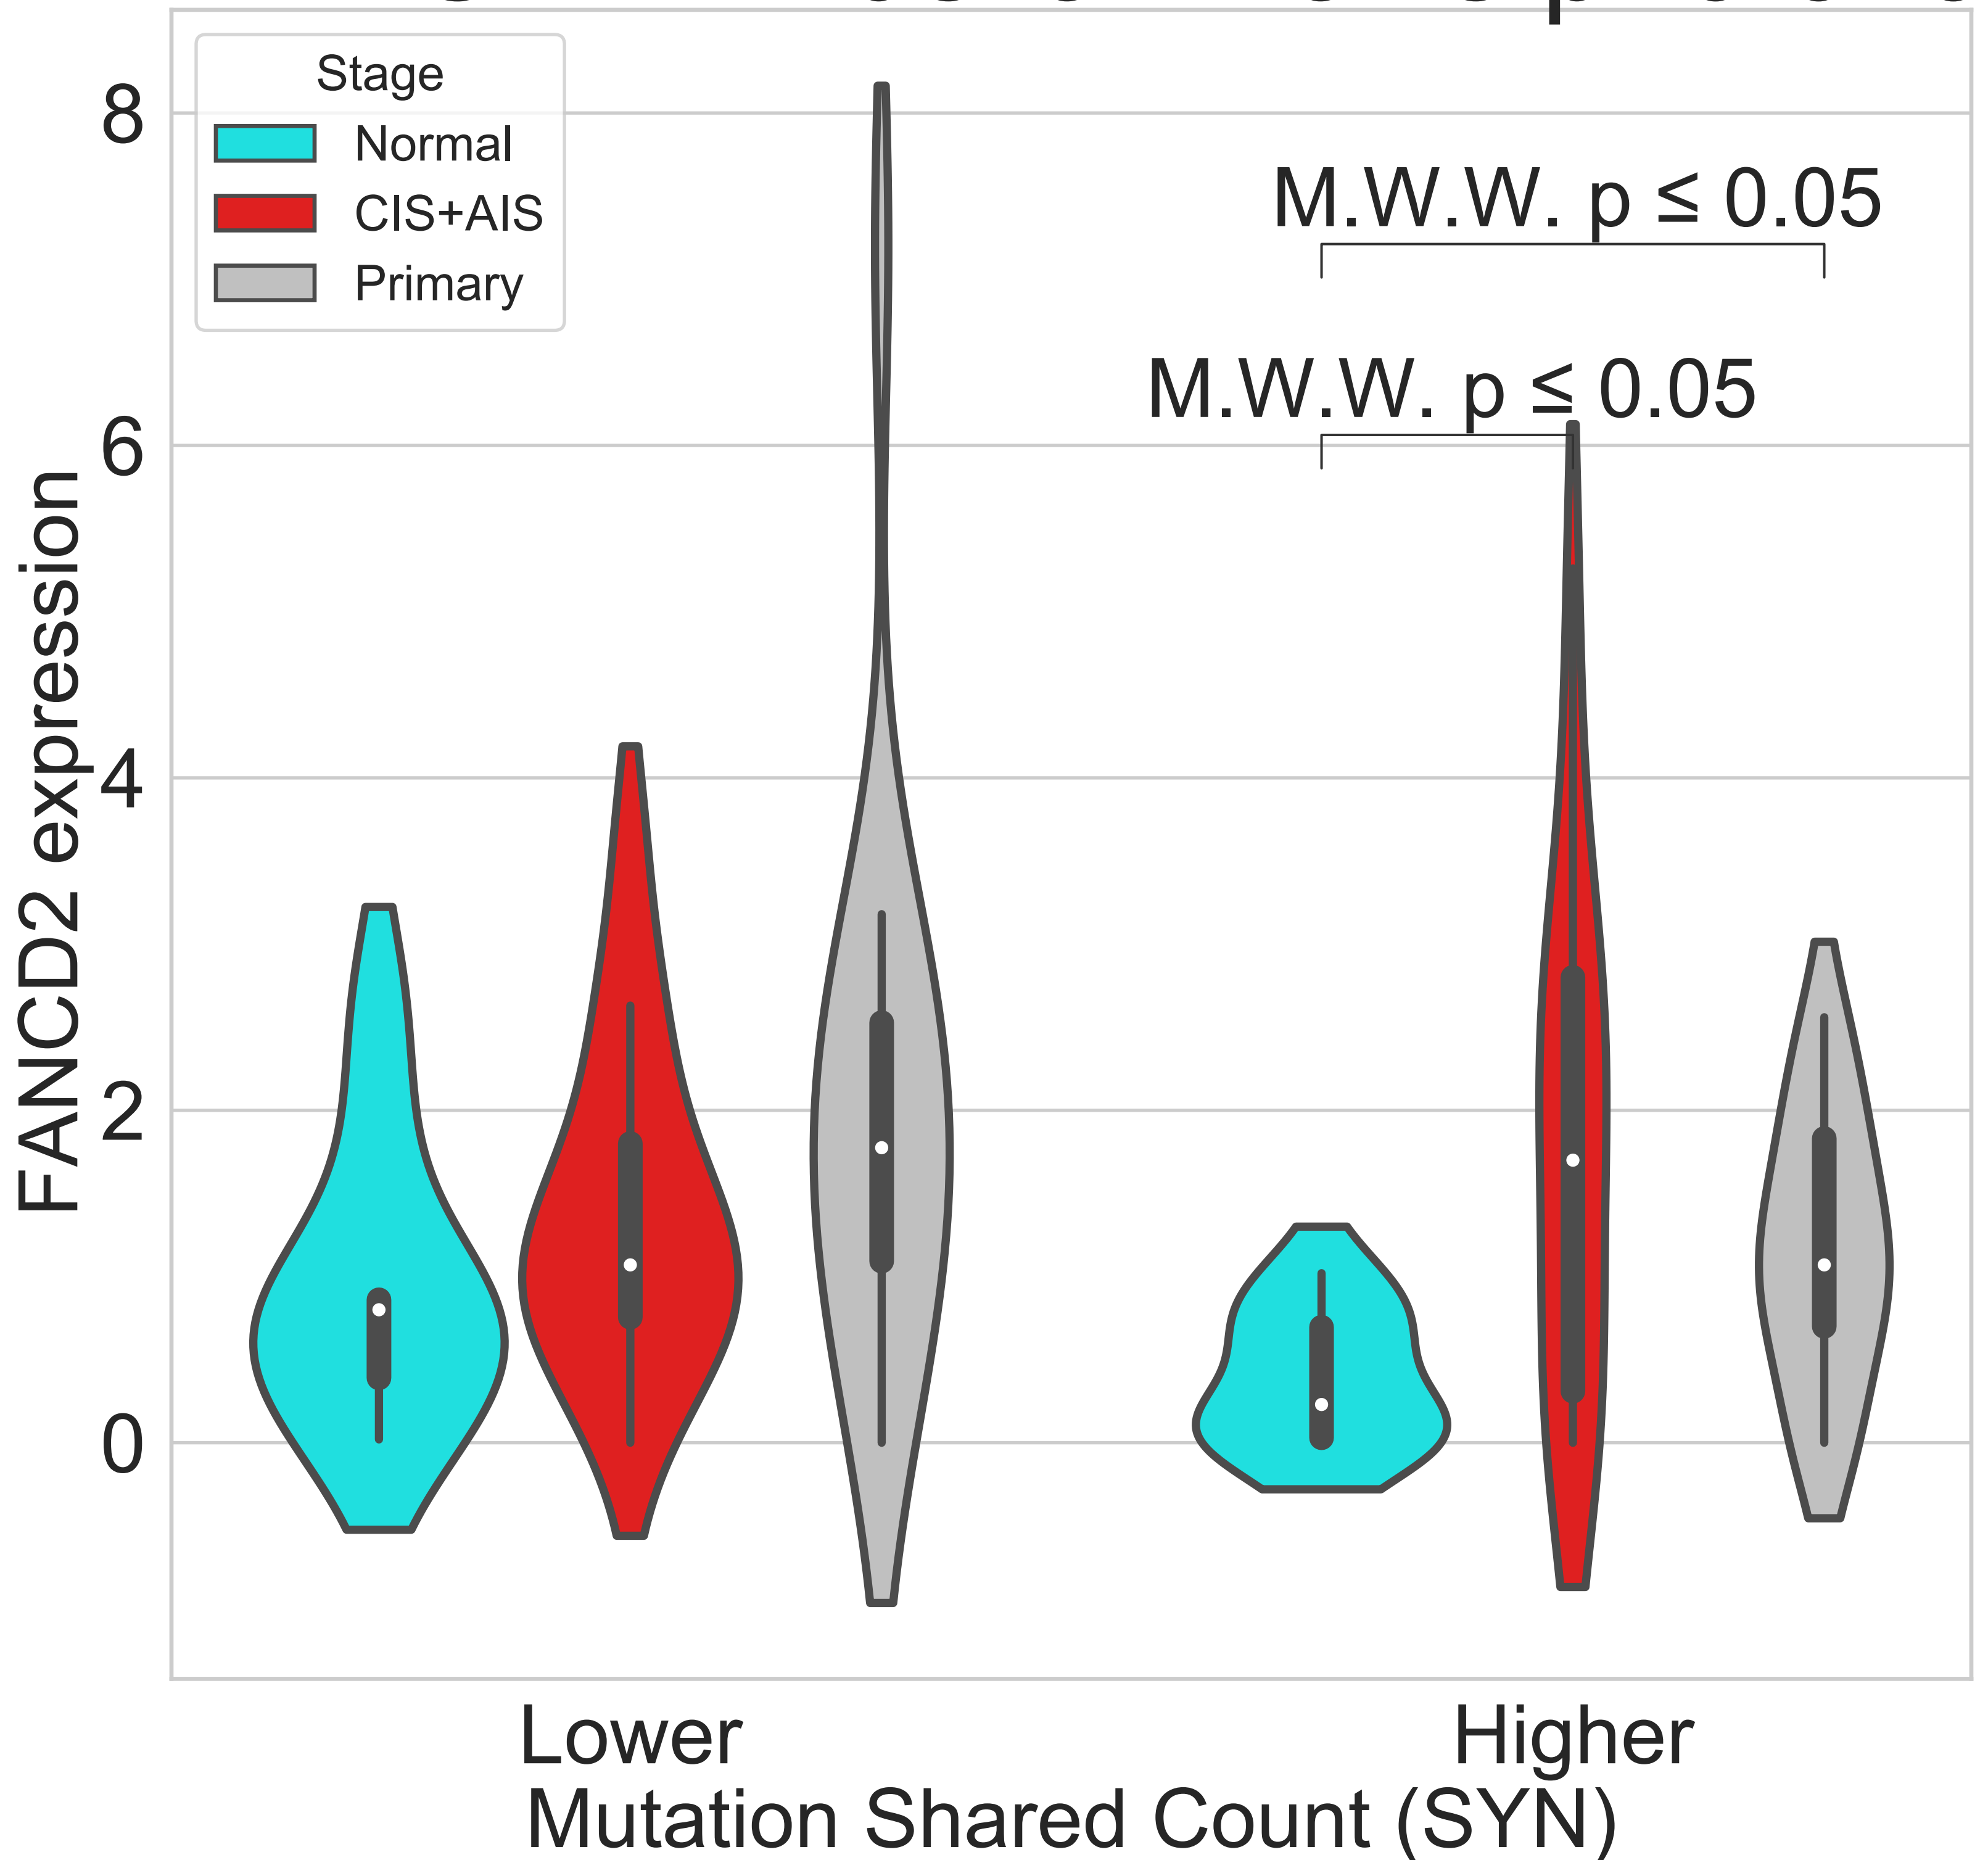 Stage
Normal
CIS+AIS
Primary
M.W.W. p ≤ 0.05
M.W.W. p ≤ 0.05
8
6
4
2
0
FANCD2 expression
Lower
Higher
Mutation Shared Count (SYN)